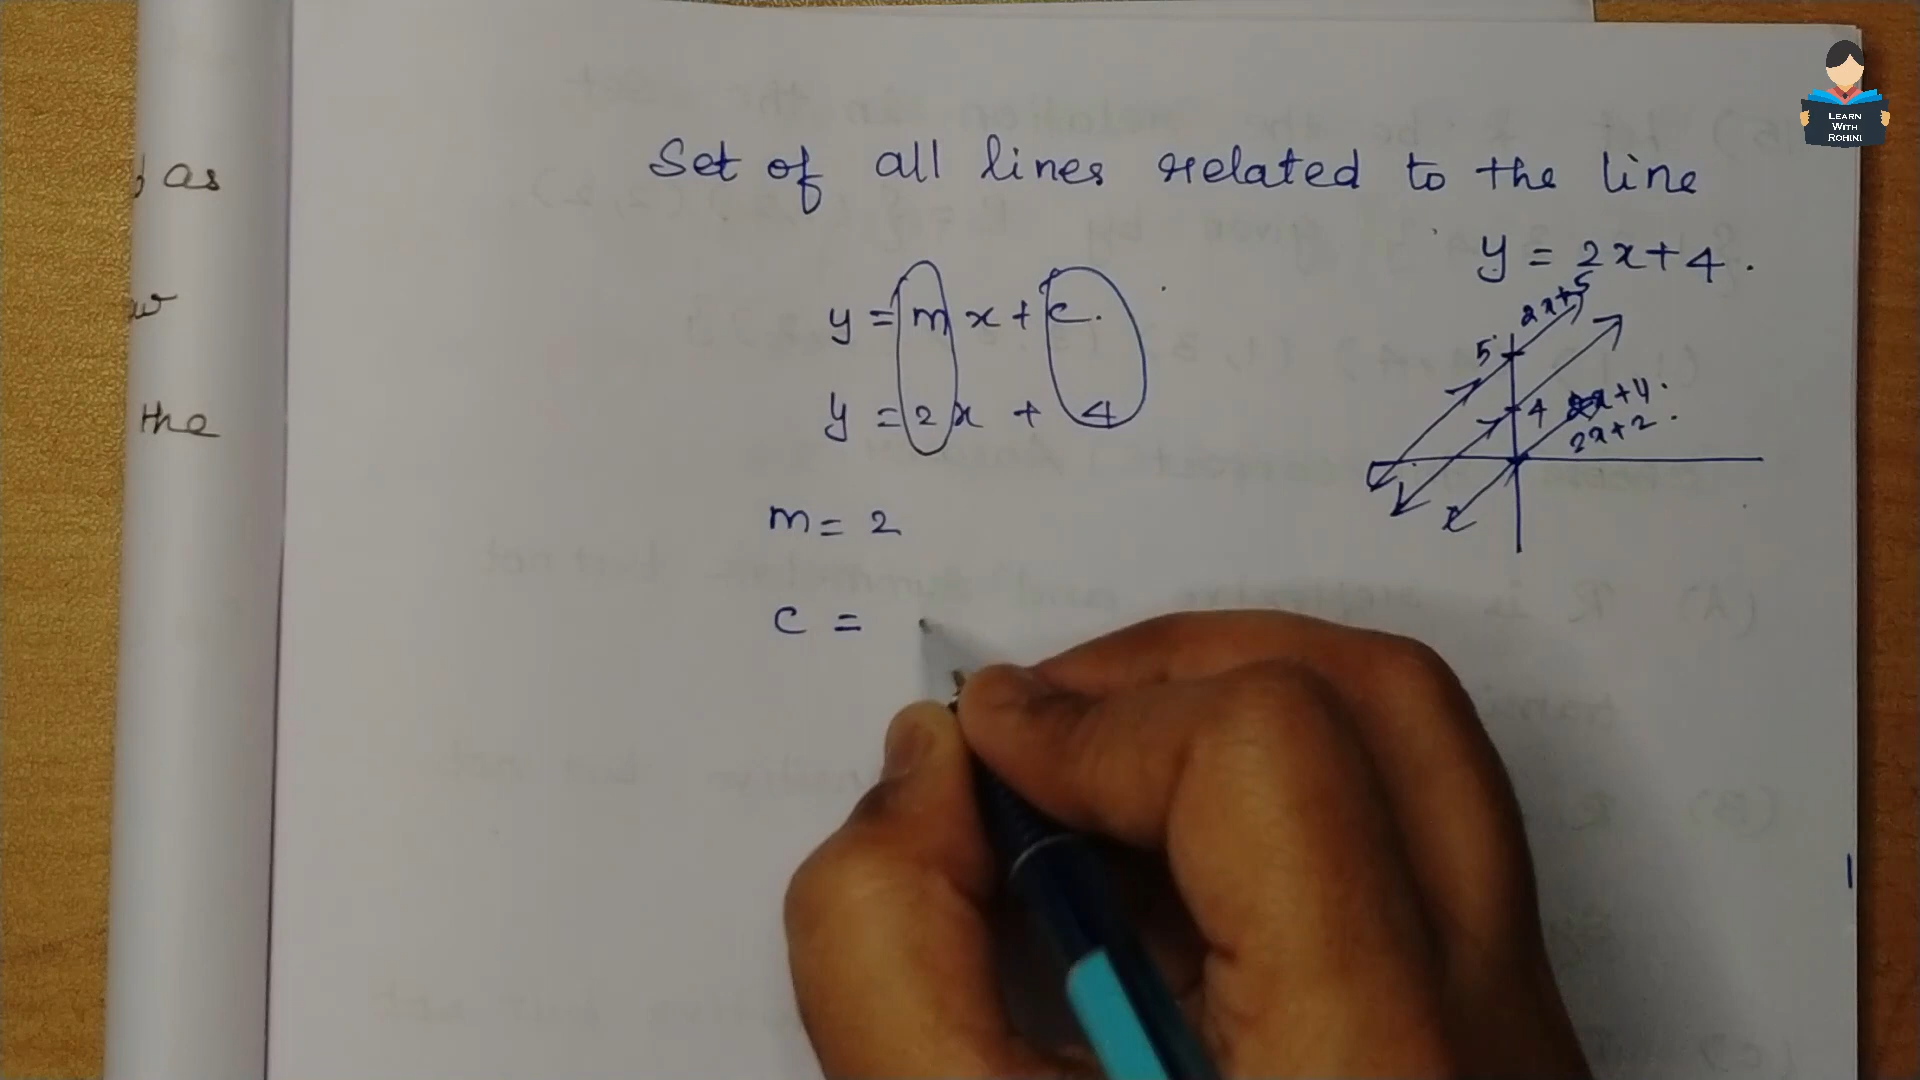 Set of all lines related to the line
y = 2x+4.
y = mx+c.
y = 2x + 4
m = 2
c =
2x+5
5
4
x+4.
2x+2.
as
the
LEARN
WITH
ROHINI